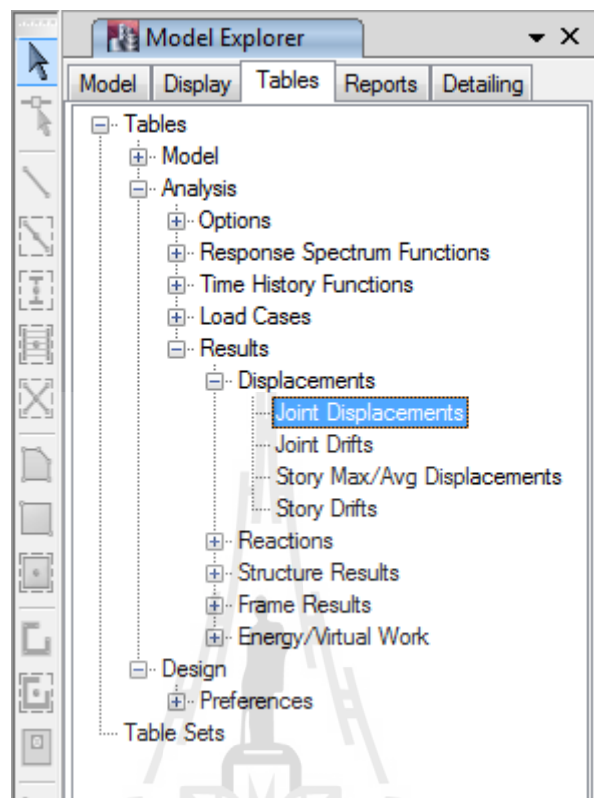 Model Explorer
Model Display Tables Reports Detailing
Tables
Model
Analysis
Options
Response Spectrum Functions
Time History Functions
Load Cases
Results
Displacements
Joint Displacements
Joint Drifts
Story Max/Avg Displacements
Story Drifts
Reactions
Structure Results
Frame Results
Energy/Virtual Work
Design
Preferences
Table Sets